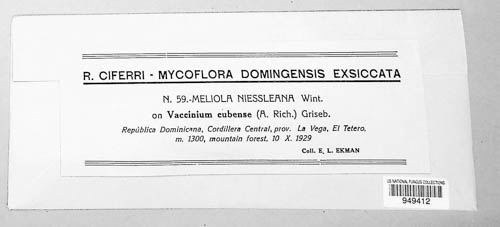 R. CIFERRI - MYCOFLORA DOMINGENSIS EXSICCATA
N. 59.-MELIOLA NIESSLEANA Wint.
on Vaccinium cubense (A. Rich.) Griseb.
República Dominicana, Cordillera Central, prov. La Vega, El Tetero,
m. 1300, mountain forest, 10 X. 1929
Coll. E. L. EKMAN
US NATIONAL FUNGUS COLLECTIONS
949412